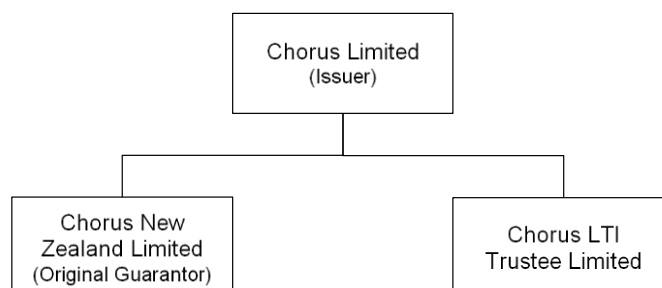 Chorus Limited
(Issuer)
Chorus New
Zealand Limited
(Original Guarantor)
Chorus LTI
Trustee Limited